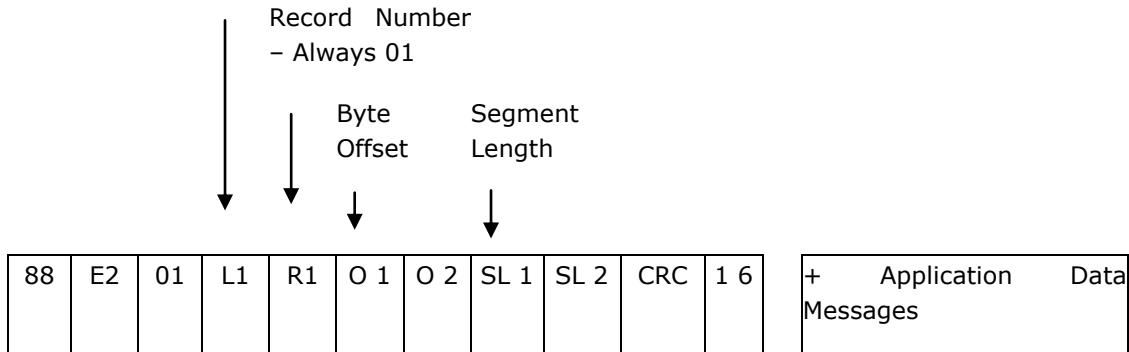 Record Number
– Always 01
Byte Segment
Offset Length
88 E2 01 L1 R1 O 1 O 2 SL 1 SL 2 CRC 1 6 + Application Data
Messages